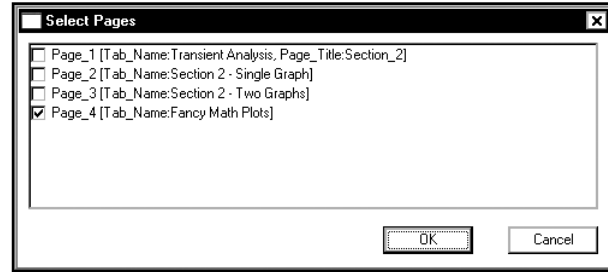 Select Pages
Page_1 [Tab_Name:Transient Analysis, Page_Title:Section_2]
Page_2 [Tab_Name:Section 2 - Single Graph]
Page_3 [Tab_Name:Section 2 - Two Graphs]
Page_4 [Tab_Name:Fancy Math Plots]
OK Cancel